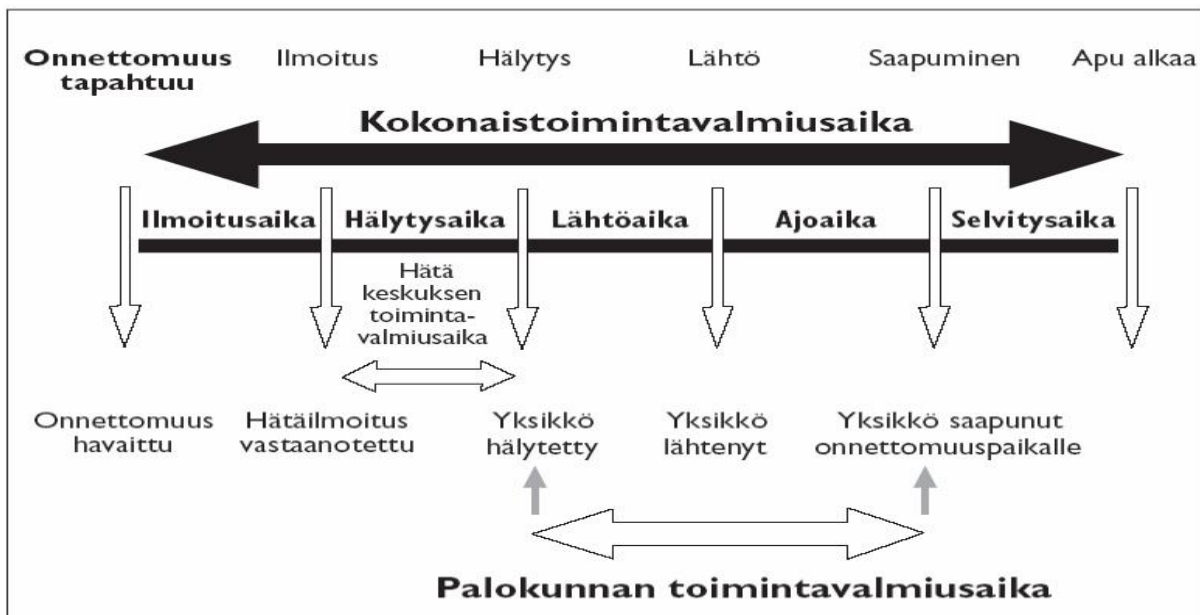 Onnettomuus tapahtuu
Ilmoitus
Hälytys
Lähtö
Saapuminen
Apu alkaa
Kokonaistoimintavalmiusaika
Ilmoitusaika
Hälytysaika
Lähtöaika
Ajoaika
Selvitysaika
Hätä
keskuksen
toiminta-
valmiusaika
Onnettomuus
havaittu
Hätäilmoitus
vastaanotettu
Yksikkö
hälytetty
Yksikkö
lähtenyt
Yksikkö saapunut
onnettomuuspaikalle
Palokunnan toimintavalmiusaika